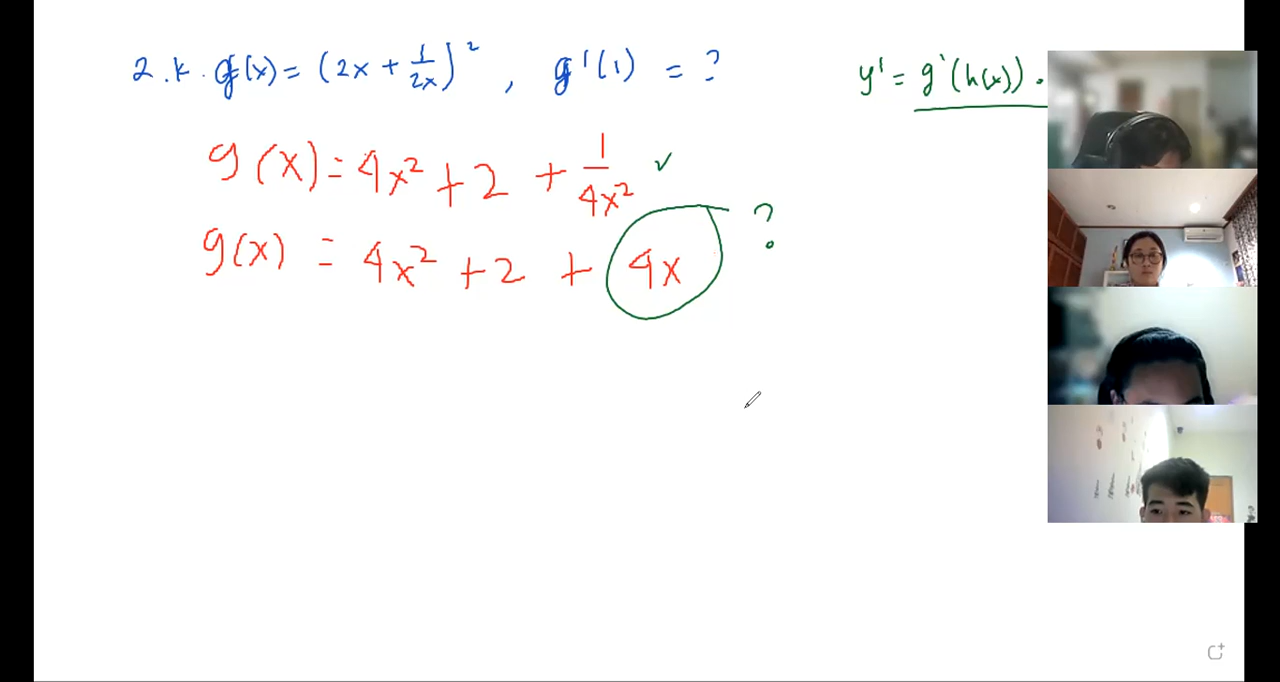 2.k. g(x) = (2x + 1/2x)², g'(1) = ?
y' = g'(h(x)) ·
g(x) = 4x² + 2 + 1/4x² ✓
g(x) = 4x² + 2 + 4x ?